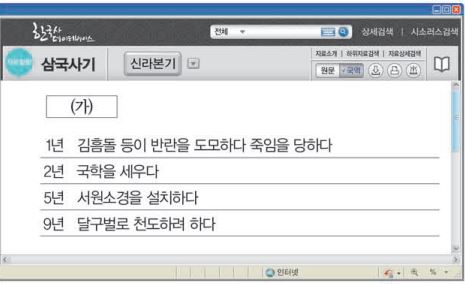 한국사
데이터베이스
전체
상세검색 | 시소러스검색
삼국사기
신라본기
자료소개 | 하위자료검색 | 자료상세검색
원문 국역
(가)
1년 김흠돌 등이 반란을 도모하다 죽임을 당하다
2년 국학을 세우다
5년 서원소경을 설치하다
9년 달구벌로 천도하려 하다
인터넷
%